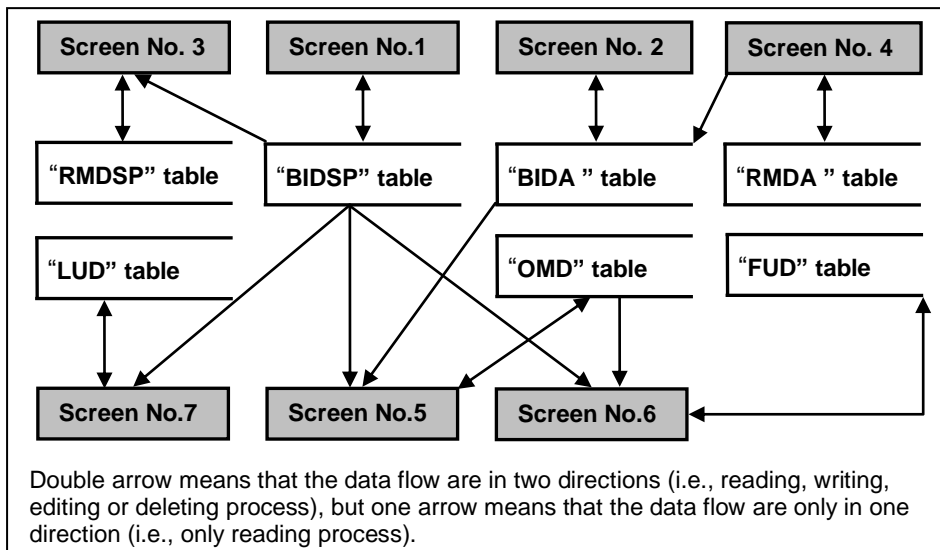 Screen No. 3
Screen No.1
Screen No. 2
Screen No. 4
“RMDSP” table
“BIDSP” table
“BIDA ” table
“RMDA ” table
“LUD” table
“OMD” table
“FUD” table
Screen No.7
Screen No.5
Screen No.6
Double arrow means that the data flow are in two directions (i.e., reading, writing,
editing or deleting process), but one arrow means that the data flow are only in one
direction (i.e., only reading process).